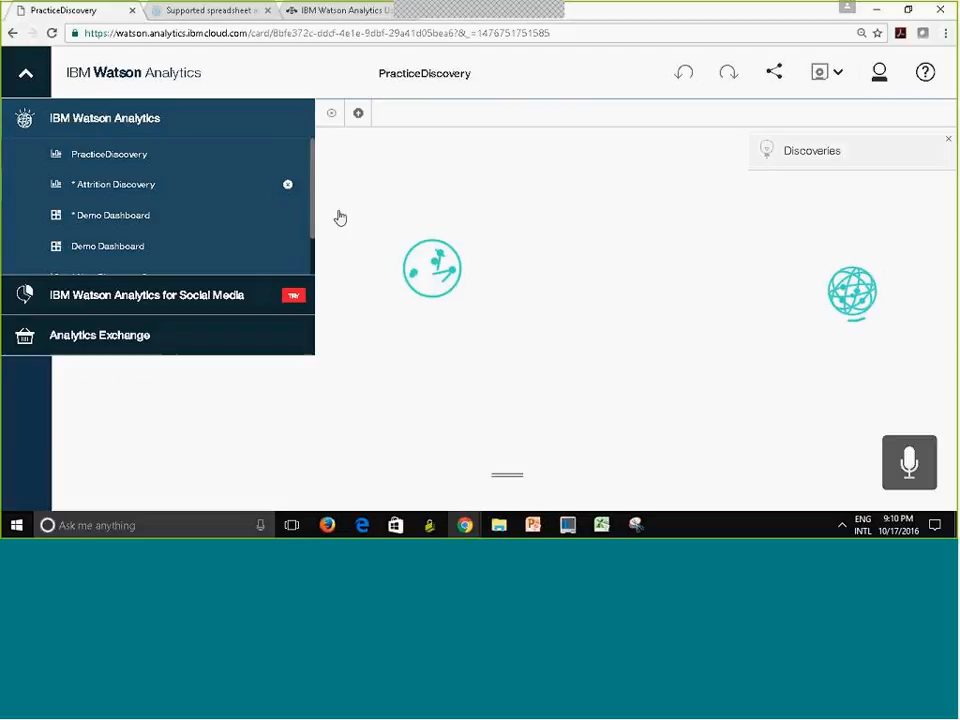 PracticeDiscovery
Supported spreadsheet
IBM Watson Analytics U
https://watson.analytics.ibmcloud.com/card/8bfe372c-ddcf-4e1e-9dbf-29a41d05bea6?&_=1476751751585
IBM Watson Analytics
PracticeDiscovery
IBM Watson Analytics
PracticeDiscovery
* Attrition Discovery
* Demo Dashboard
Demo Dashboard
IBM Watson Analytics for Social Media
TRY
Analytics Exchange
Discoveries
Ask me anything
ENG
INTL
9:10 PM
10/17/2016